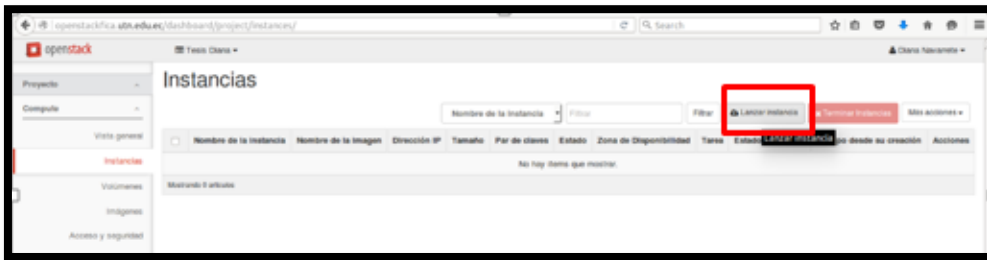 openstackfica.utn.edu.ec/dashboard/project/instances/
Search
openstack
Tesis Diana
Diana Navarrete
Proyecto
Instancias
Compute
Nombre de la Instancia
Filtrar
Filtrar
Lanzar instancia
Terminar Instancias
Más acciones
Vista general
Nombre de la instancia Nombre de la Imagen Dirección IP Tamaño Par de claves Estado Zona de Disponibilidad Tarea Estado desde su creación Acciones
Lanzar instancia
Instancias
No hay ítems que mostrar.
Volúmenes
Mostrando 0 artículos
Imágenes
Acceso y seguridad